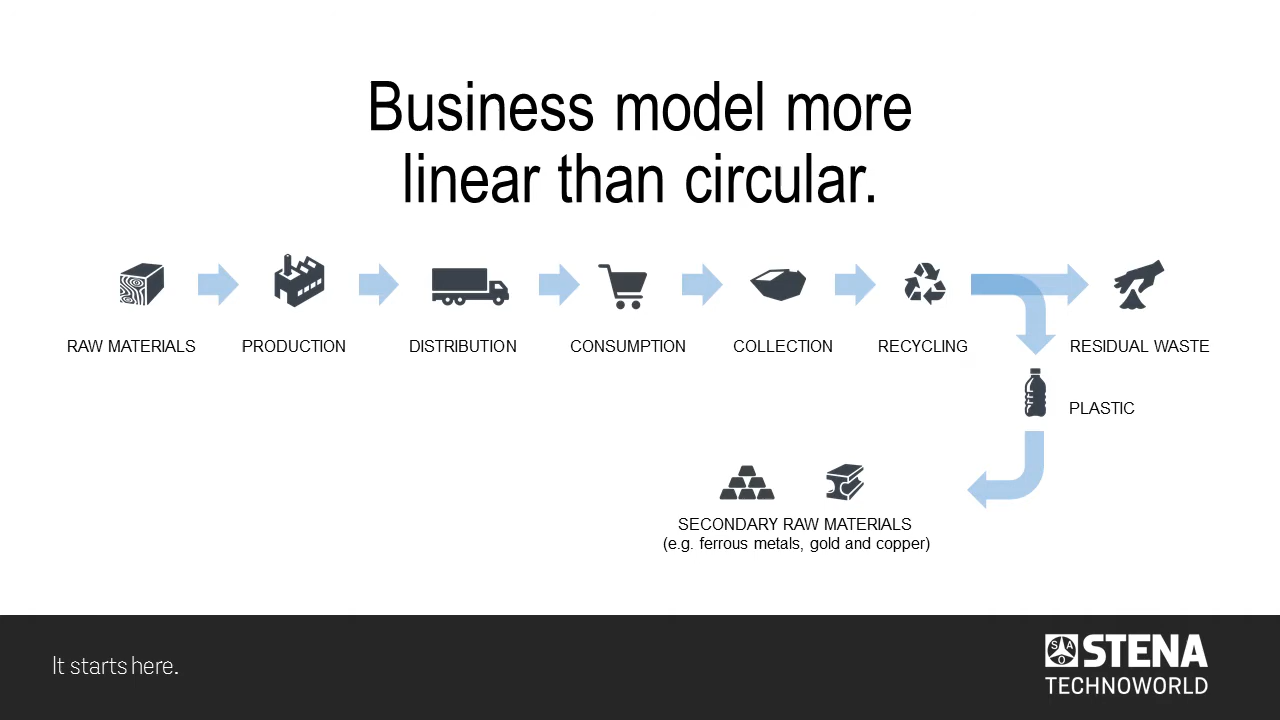 Business model more
linear than circular.
RAW MATERIALS
PRODUCTION
DISTRIBUTION
CONSUMPTION
COLLECTION
RECYCLING
RESIDUAL WASTE
PLASTIC
SECONDARY RAW MATERIALS
(e.g. ferrous metals, gold and copper)
It starts here.
S A O
STENA
TECHNOWORLD